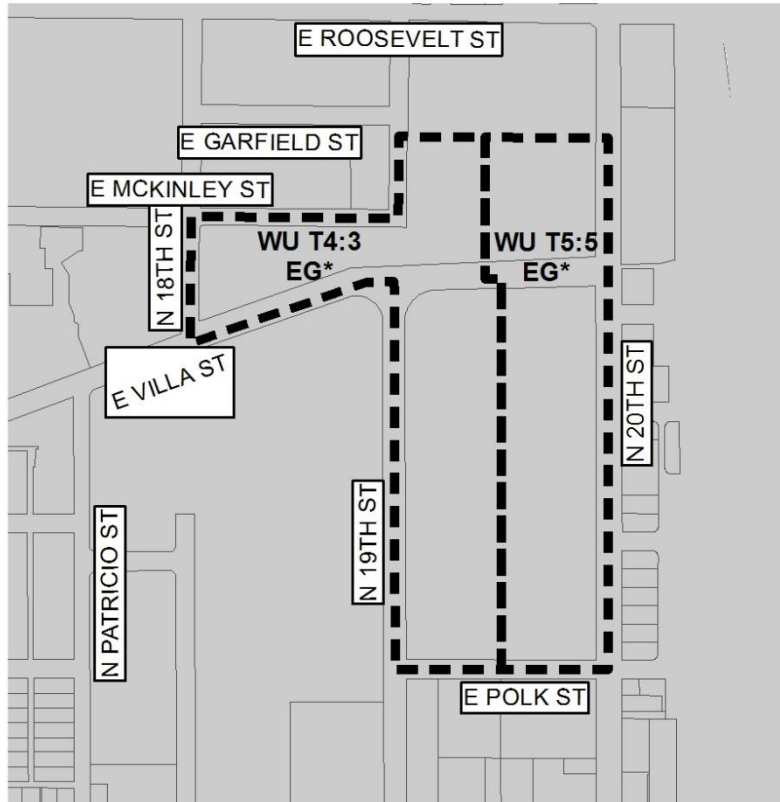 E ROOSEVELT ST
E GARFIELD ST
E MCKINLEY ST
N 18TH ST
WU T4:3
EG*
WU T5:5
EG*
E VILLA ST
N 20TH ST
N 19TH ST
N PATRICIO ST
E POLK ST